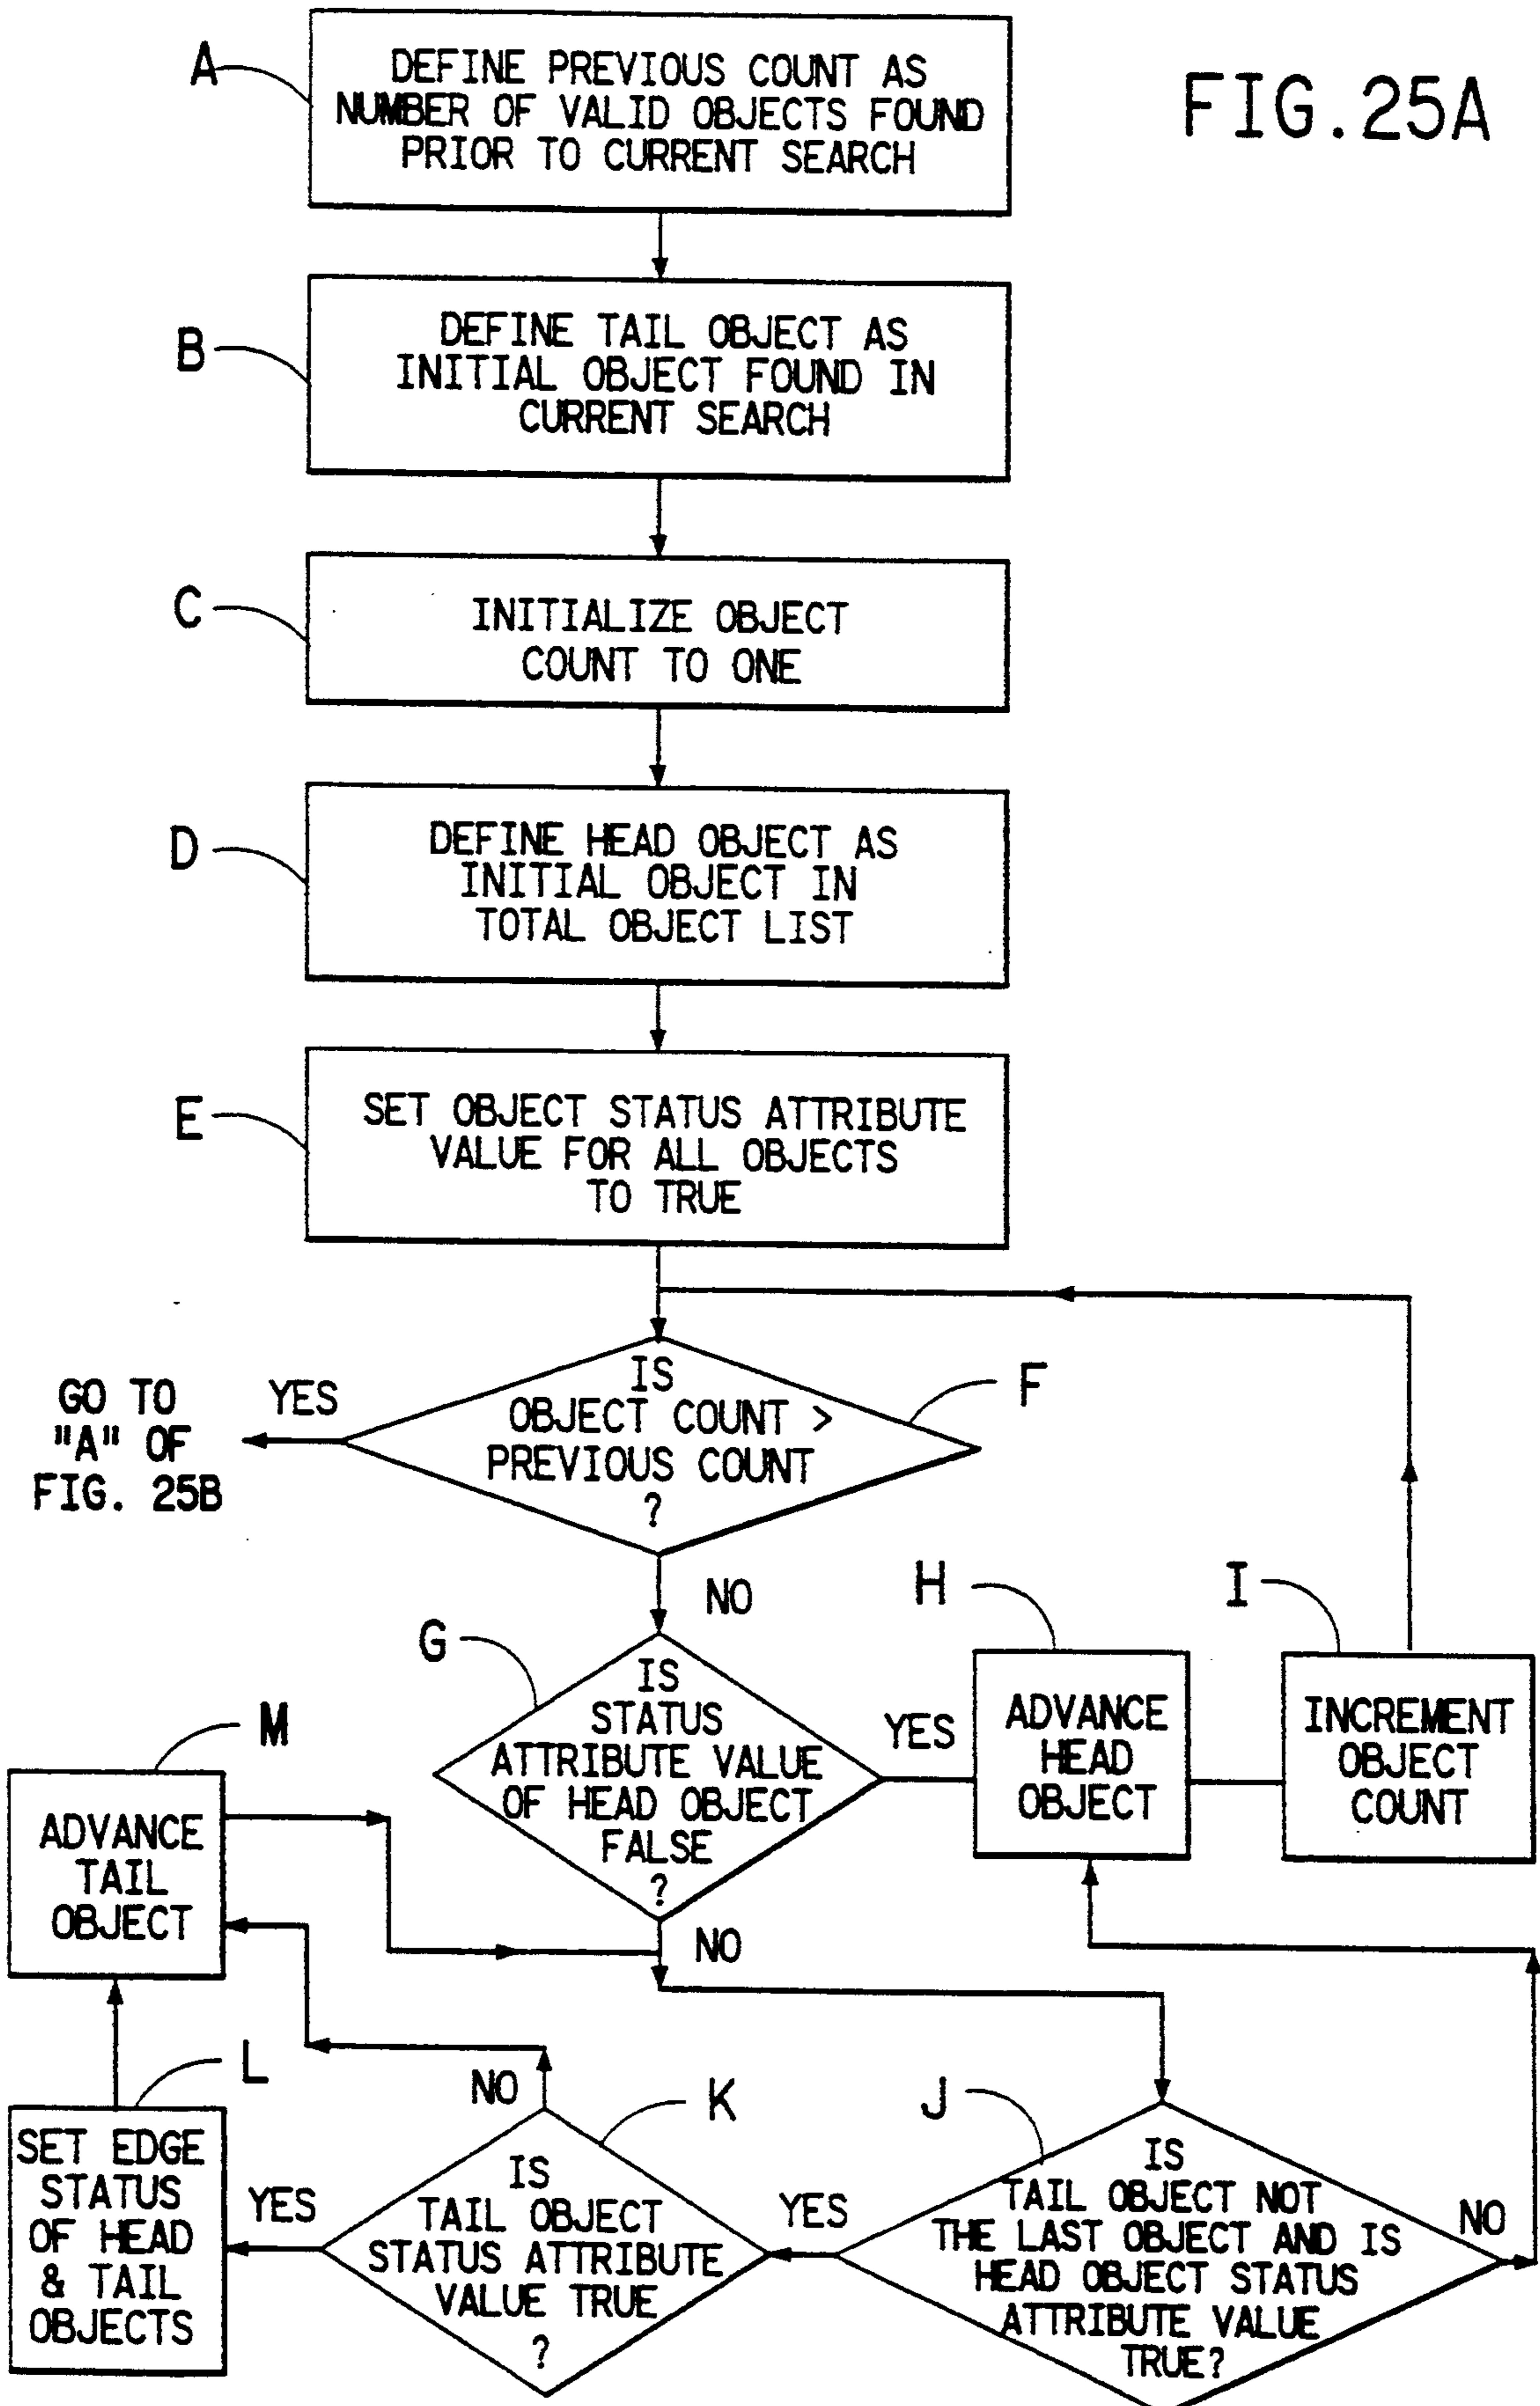 FIG.25A
A
DEFINE PREVIOUS COUNT AS
NUMBER OF VALID OBJECTS FOUND
PRIOR TO CURRENT SEARCH
B
DEFINE TAIL OBJECT AS
INITIAL OBJECT FOUND IN
CURRENT SEARCH
C
INITIALIZE OBJECT
COUNT TO ONE
D
DEFINE HEAD OBJECT AS
INITIAL OBJECT IN
TOTAL OBJECT LIST
E
SET OBJECT STATUS ATTRIBUTE
VALUE FOR ALL OBJECTS
TO TRUE
F
IS
OBJECT COUNT >
PREVIOUS COUNT
?
YES
GO TO
"A" OF
FIG. 25B
NO
G
IS
STATUS
ATTRIBUTE VALUE
OF HEAD OBJECT
FALSE
?
YES
H
ADVANCE
HEAD
OBJECT
I
INCREMENT
OBJECT
COUNT
NO
M
ADVANCE
TAIL
OBJECT
J
IS
TAIL OBJECT NOT
THE LAST OBJECT AND IS
HEAD OBJECT STATUS
ATTRIBUTE VALUE
TRUE?
NO
YES
K
IS
TAIL OBJECT
STATUS ATTRIBUTE
VALUE TRUE
?
NO
YES
L
SET EDGE
STATUS
OF HEAD
& TAIL
OBJECTS